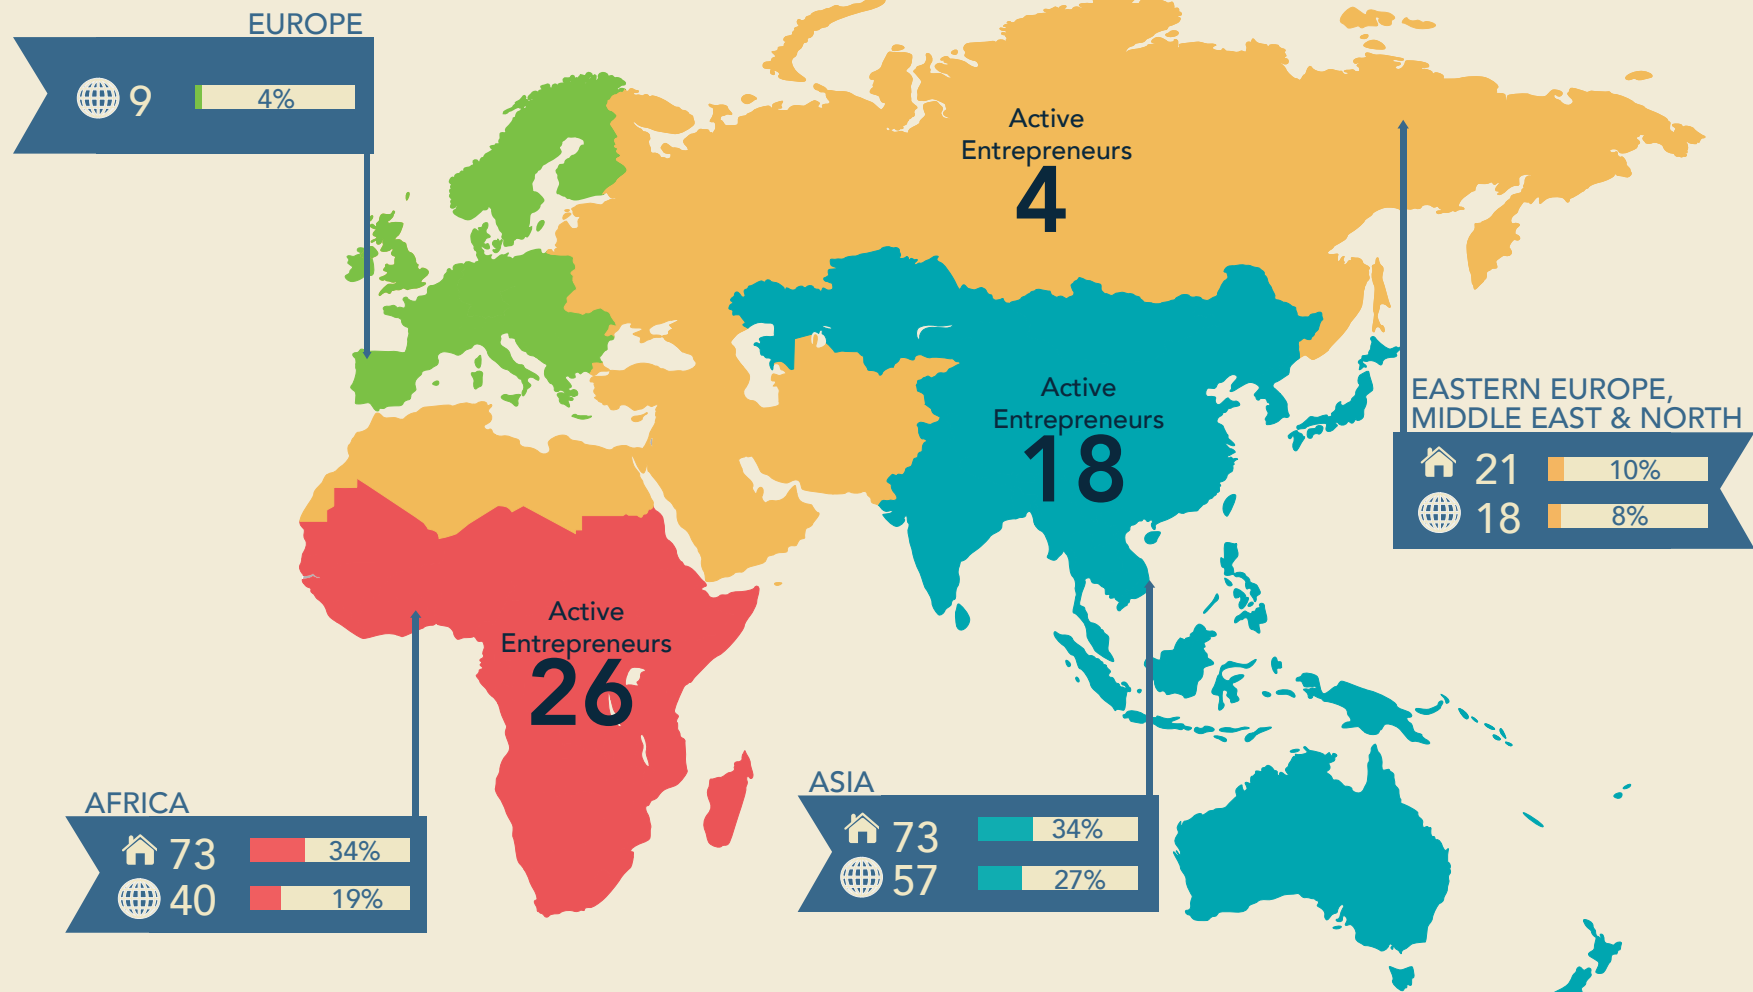 EUROPE
9 4%
Active
Entrepreneurs
4
Active
Entrepreneurs
18
EASTERN EUROPE,
MIDDLE EAST & NORTH
21 10%
18 8%
Active
Entrepreneurs
26
AFRICA
73 34%
40 19%
ASIA
73 34%
57 27%